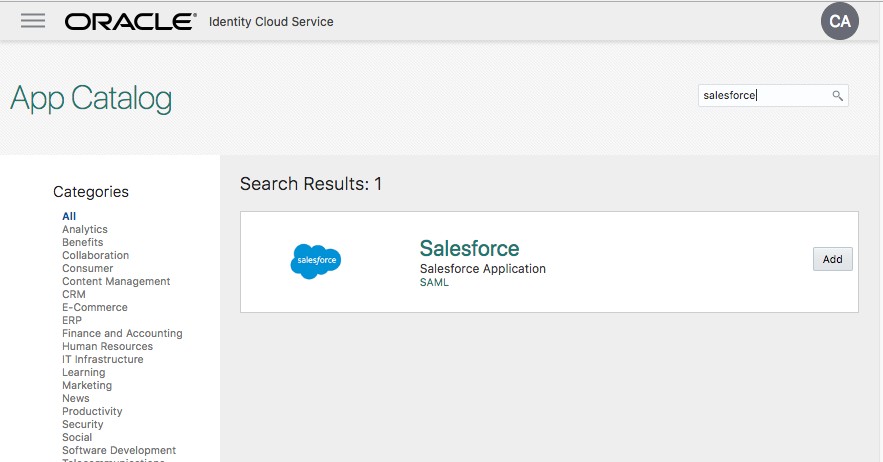 ORACLE® Identity Cloud Service
CA
App Catalog
salesforce
Categories
All
Analytics
Benefits
Collaboration
Consumer
Content Management
CRM
E-Commerce
ERP
Finance and Accounting
Human Resources
IT Infrastructure
Learning
Marketing
News
Productivity
Security
Social
Software Development
Telecommunications
Search Results: 1
salesforce
Salesforce
Salesforce Application
SAML
Add